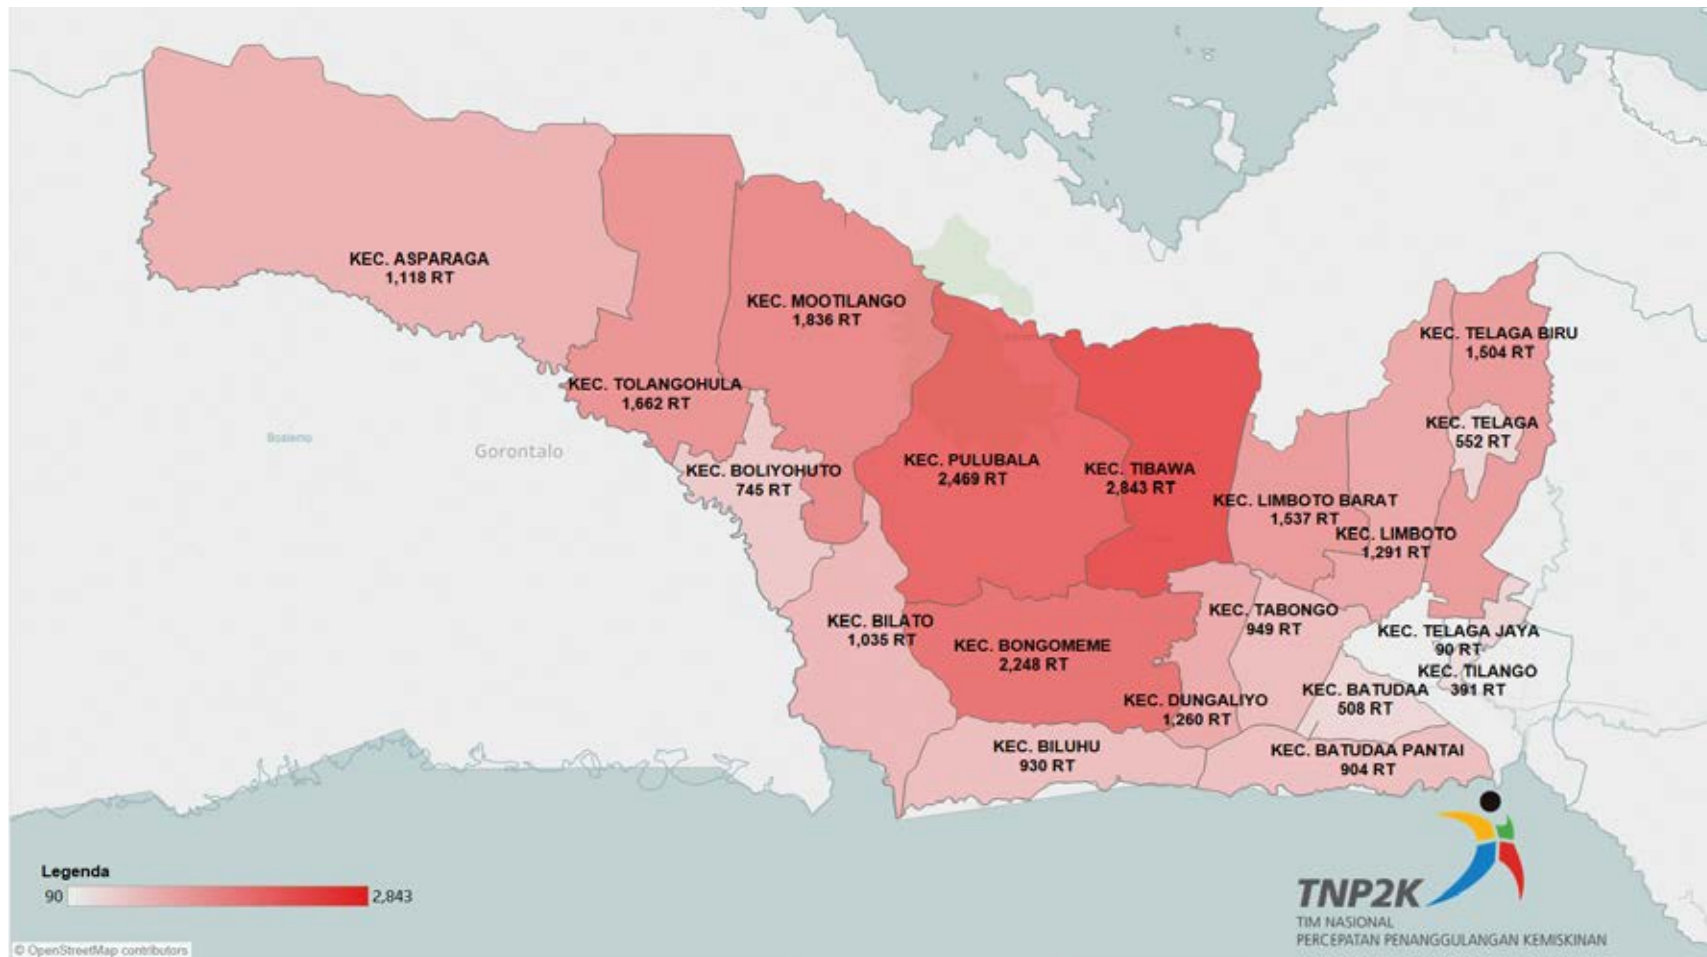 KEC. ASPARAGA
1,118 RT
KEC. MOOTILANGO
1,836 RT
KEC. TELAGA BIRU
1,504 RT
KEC. TOLANGOHULA
1,662 RT
KEC. TELAGA
552 RT
Boalemo
Gorontalo
KEC. BOLIYOHUTO
745 RT
KEC. PULUBALA
2,469 RT
KEC. TIBAWA
2,843 RT
KEC. LIMBOTO BARAT
1,537 RT
KEC. LIMBOTO
1,291 RT
KEC. BILATO
1,035 RT
KEC. BONGOMEME
2,248 RT
KEC. TABONGO
949 RT
KEC. TELAGA JAYA
90 RT
KEC. TILANGO
391 RT
KEC. DUNGALIYO
1,260 RT
KEC. BATUDAA
508 RT
KEC. BILUHU
930 RT
KEC. BATUDAA PANTAI
904 RT
Legenda
90 2,843
TNP2K
TIM NASIONAL
PERCEPATAN PENANGGULANGAN KEMISKINAN
© OpenStreetMap contributors